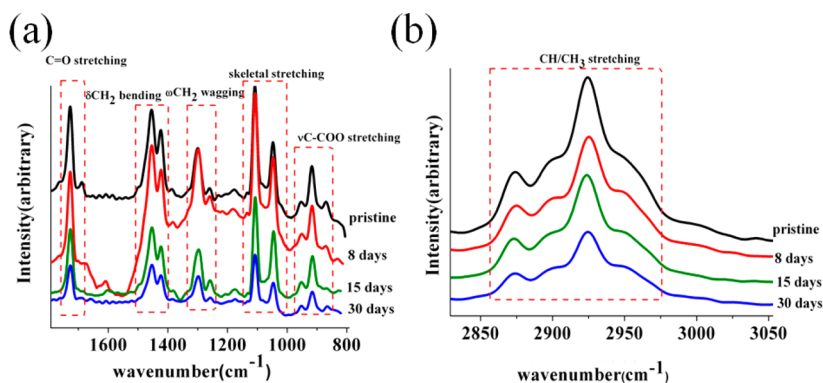 (a)
C=O stretching
δCH2 bending
ωCH2 wagging
skeletal stretching
νC-COO stretching
Intensity(arbitrary)
pristine
8 days
15 days
30 days
1600 1400 1200 1000 800
wavenumber(cm-1)
(b)
CH/CH3 stretching
Intensity(arbitrary)
pristine
8 days
15 days
30 days
2850 2900 2950 3000 3050
wavenumber(cm-1)